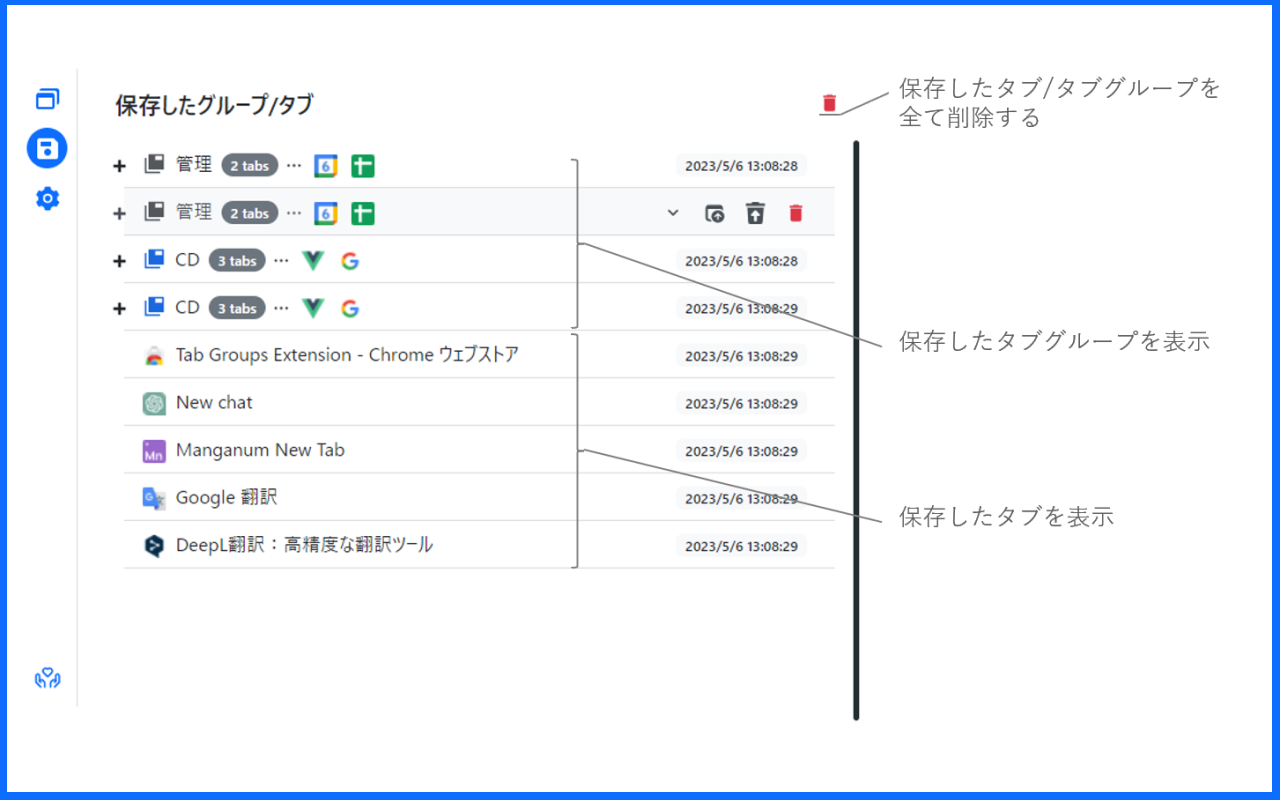 保存したグループ/タブ
保存したタブ/タブグループを
全て削除する
管理 2 tabs ... 6 2023/5/6 13:08:28
管理 2 tabs ... 6
CD 3 tabs ... 2023/5/6 13:08:28
CD 3 tabs ... 2023/5/6 13:08:29
保存したタブグループを表示
Tab Groups Extension - Chrome ウェブストア 2023/5/6 13:08:29
New chat 2023/5/6 13:08:29
Mn Manganum New Tab 2023/5/6 13:08:29
Google 翻訳 2023/5/6 13:08:29
保存したタブを表示
DeepL翻訳：高精度な翻訳ツール 2023/5/6 13:08:29